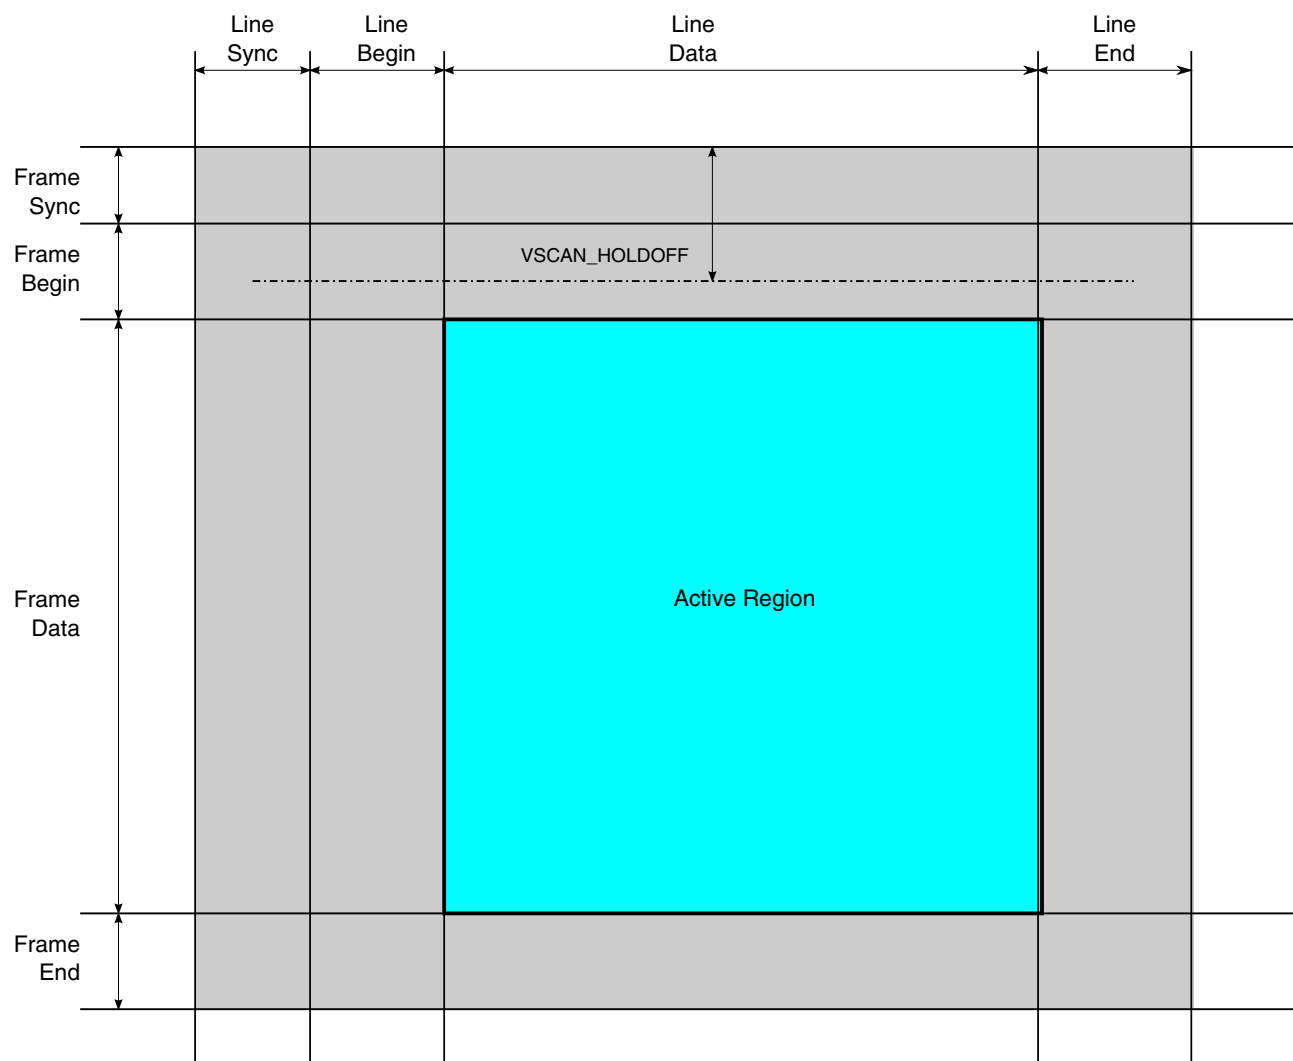 Line
Sync
Line
Begin
Line
Data
Line
End
Frame
Sync
Frame
Begin
VSCAN_HOLDOFF
Frame
Data
Active Region
Frame
End